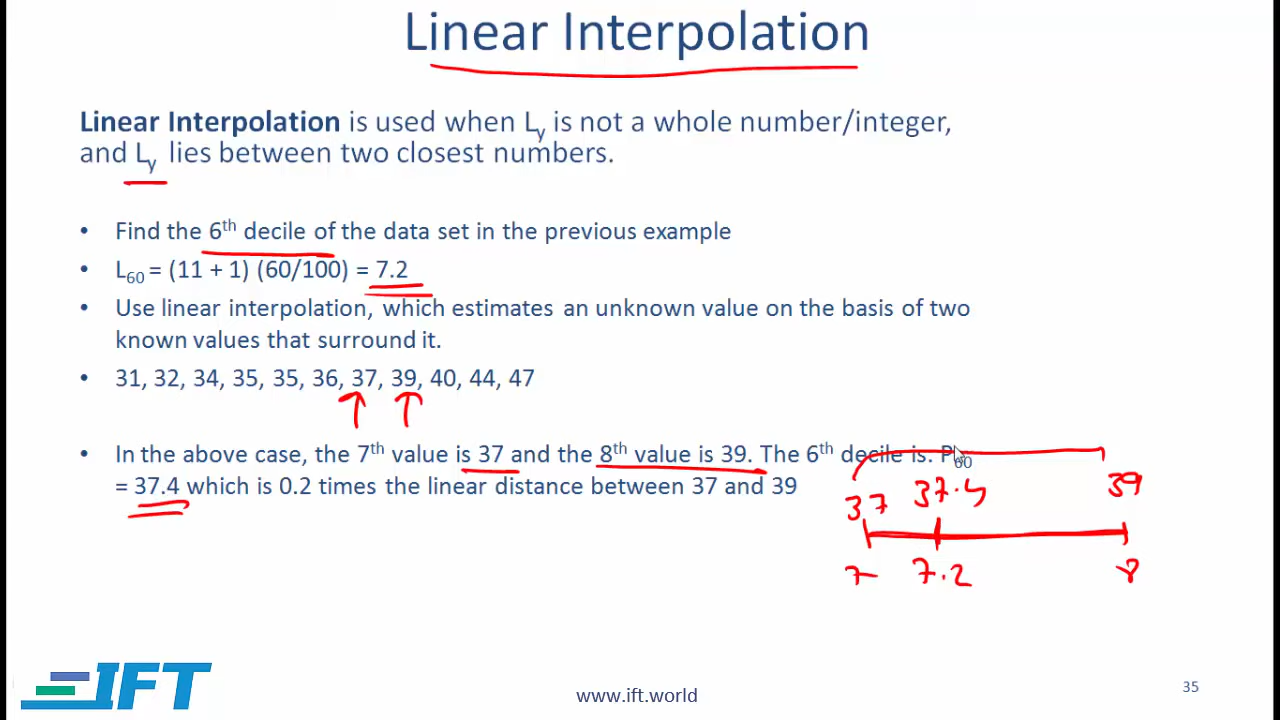 Linear Interpolation
Linear Interpolation is used when Ly is not a whole number/integer,
and Ly lies between two closest numbers.
• Find the 6th decile of the data set in the previous example
• L60 = (11 + 1) (60/100) = 7.2
• Use linear interpolation, which estimates an unknown value on the basis of two
known values that surround it.
• 31, 32, 34, 35, 35, 36, 37, 39, 40, 44, 47
• In the above case, the 7th value is 37 and the 8th value is 39. The 6th decile is. P60
= 37.4 which is 0.2 times the linear distance between 37 and 39
37 37.4 39
7 7.2 8
IFT
www.ift.world
35